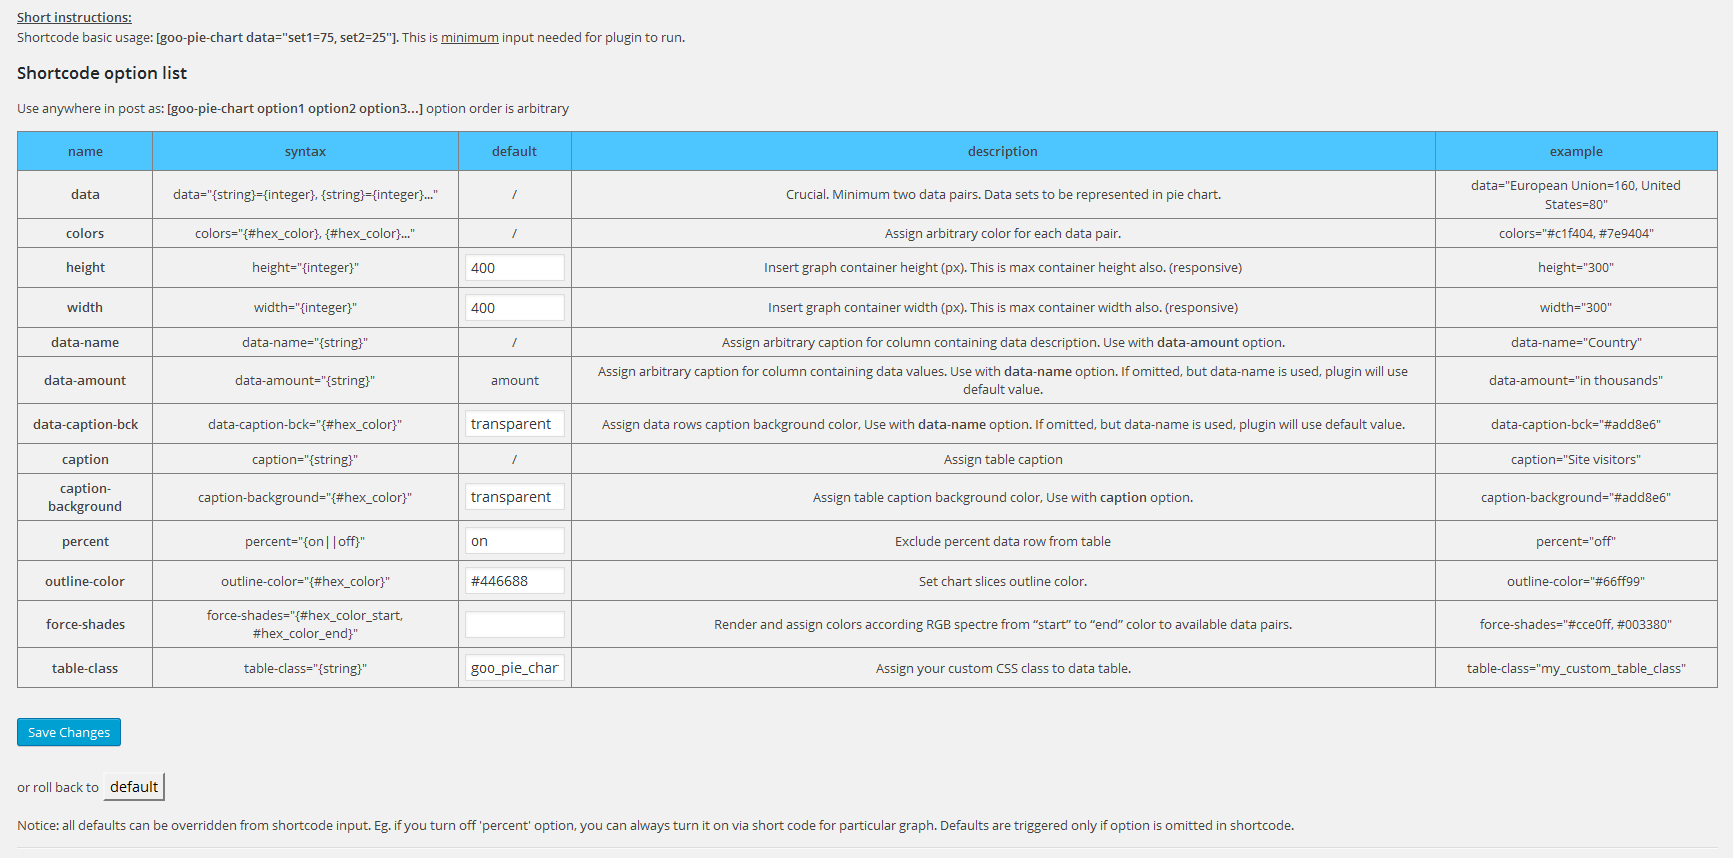 Short instructions:
Shortcode basic usage: [goo-pie-chart data="set1=75, set2=25"]. This is minimum input needed for plugin to run.
Shortcode option list
Use anywhere in post as: [goo-pie-chart option1 option2 option3...] option order is arbitrary
name syntax default description example
data data="{string}={integer}, {string}={integer}..." / Crucial. Minimum two data pairs. Data sets to be represented in pie chart. data="European Union=160, United
States=80"
colors colors="{#hex_color}, {#hex_color}..." / Assign arbitrary color for each data pair. colors="#c1f404, #7e9404"
height height="{integer}" 400 Insert graph container height (px). This is max container height also. (responsive) height="300"
width width="{integer}" 400 Insert graph container width (px). This is max container width also. (responsive) width="300"
data-name data-name="{string}" / Assign arbitrary caption for column containing data description. Use with data-amount option. data-name="Country"
data-amount data-amount="{string}" amount Assign arbitrary caption for column containing data values. Use with data-name option. If omitted, but data-name is used, plugin will use
default value. data-amount="in thousands"
data-caption-bck data-caption-bck="{#hex_color}" transparent Assign data rows caption background color, Use with data-name option. If omitted, but data-name is used, plugin will use default value. data-caption-bck="#add8e6"
caption caption="{string}" / Assign table caption caption="Site visitors"
caption-
background caption-background="{#hex_color}" transparent Assign table caption background color, Use with caption option. caption-background="#add8e6"
percent percent="{on||off}" on Exclude percent data row from table percent="off"
outline-color outline-color="{#hex_color}" #446688 Set chart slices outline color. outline-color="#66ff99"
force-shades force-shades="{#hex_color_start,
#hex_color_end}" Render and assign colors according RGB spectre from “start” to “end” color to available data pairs. force-shades="#cce0ff, #003380"
table-class table-class="{string}" goo_pie_char Assign your custom CSS class to data table. table-class="my_custom_table_class"
Save Changes
or roll back to default
Notice: all defaults can be overridden from shortcode input. Eg. if you turn off 'percent' option, you can always turn it on via short code for particular graph. Defaults are triggered only if option is omitted in shortcode.